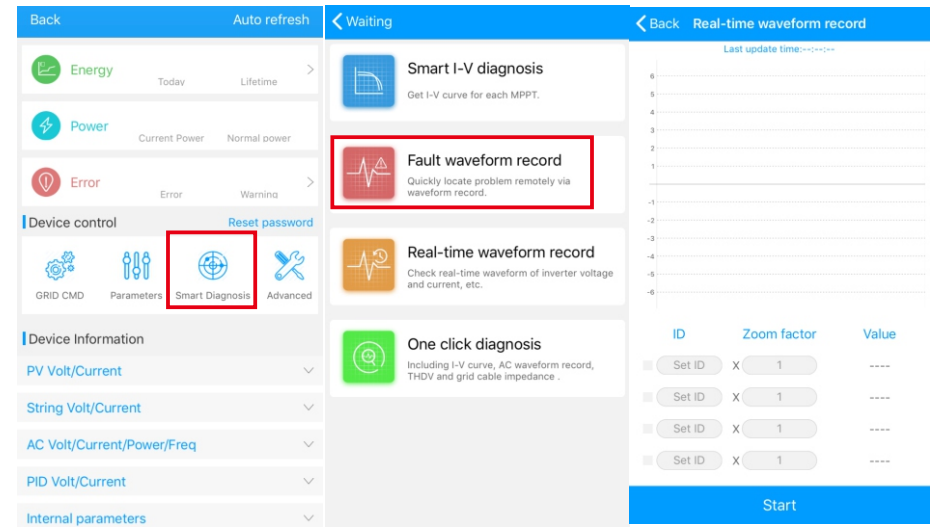 Back Auto refresh
Energy
Today Lifetime
Power
Current Power Normal power
Error
Error Warning
Device control Reset password
GRID CMD Parameters Smart Diagnosis Advanced
Device Information
PV Volt/Current
String Volt/Current
AC Volt/Current/Power/Freq
PID Volt/Current
Internal parameters
Waiting
Smart I-V diagnosis
Get I-V curve for each MPPT.
Fault waveform record
Quickly locate problem remotely via
waveform record.
Real-time waveform record
Check real-time waveform of inverter voltage
and current, etc.
One click diagnosis
Including I-V curve, AC waveform record,
THDV and grid cable impedance .
Back Real-time waveform record
Last update time:--:--:--
6
5
4
3
2
1
-1
-2
-3
-4
-5
-6
ID Zoom factor Value
Set ID X 1 ----
Set ID X 1 ----
Set ID X 1 ----
Set ID X 1 ----
Start